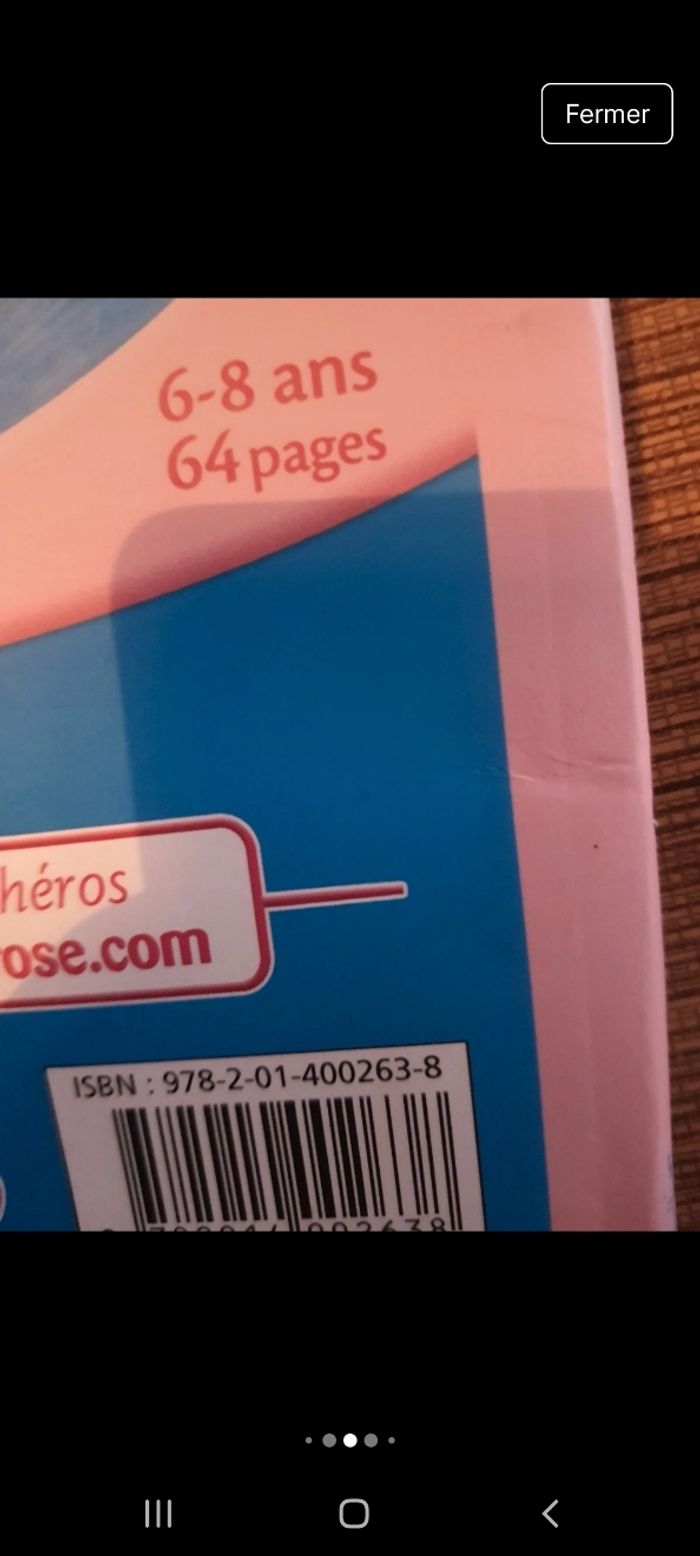 Fermer
6-8 ans
64 pages
héros
ose.com
ISBN : 978-2-01-400263-8